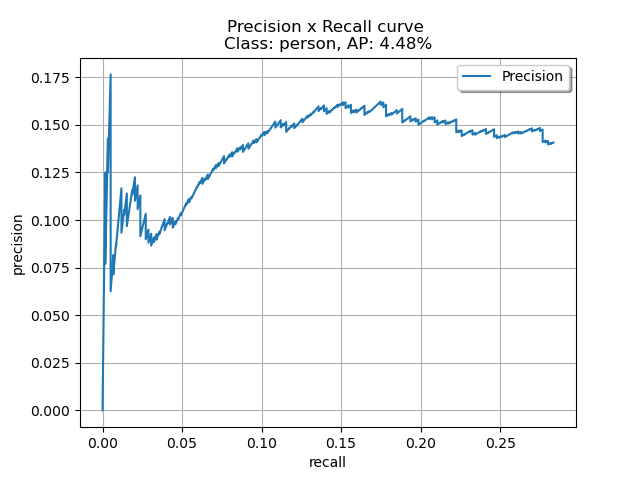 Precision x Recall curve
Class: person, AP: 4.48%
Precision
0.175
0.150
0.125
0.100
0.075
0.050
0.025
0.000
precision
0.00 0.05 0.10 0.15 0.20 0.25
recall